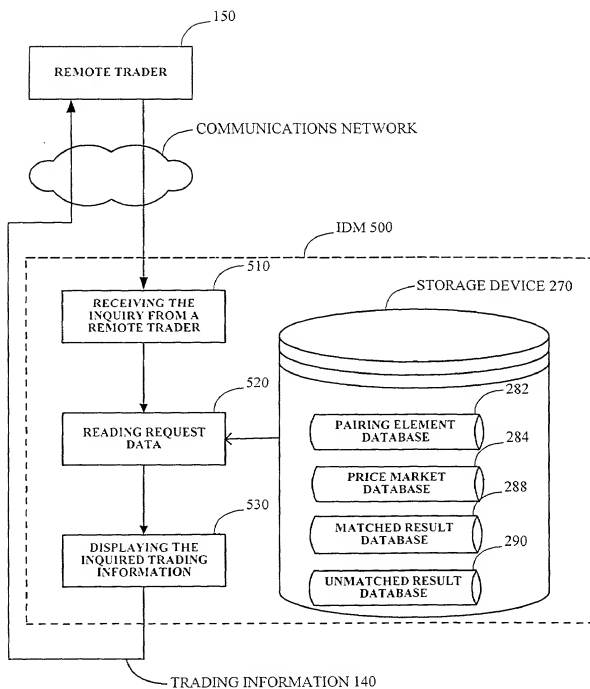 150
REMOTE TRADER
COMMUNICATIONS NETWORK
IDM 500
510
RECEIVING THE
INQUIRY FROM A
REMOTE TRADER
STORAGE DEVICE 270
520
READING REQUEST
DATA
282
PAIRING ELEMENT
DATABASE
284
PRICE MARKET
DATABASE
288
MATCHED RESULT
DATABASE
290
UNMATCHED RESULT
DATABASE
530
DISPLAYING THE
INQUIRED TRADING
INFORMATION
TRADING INFORMATION 140